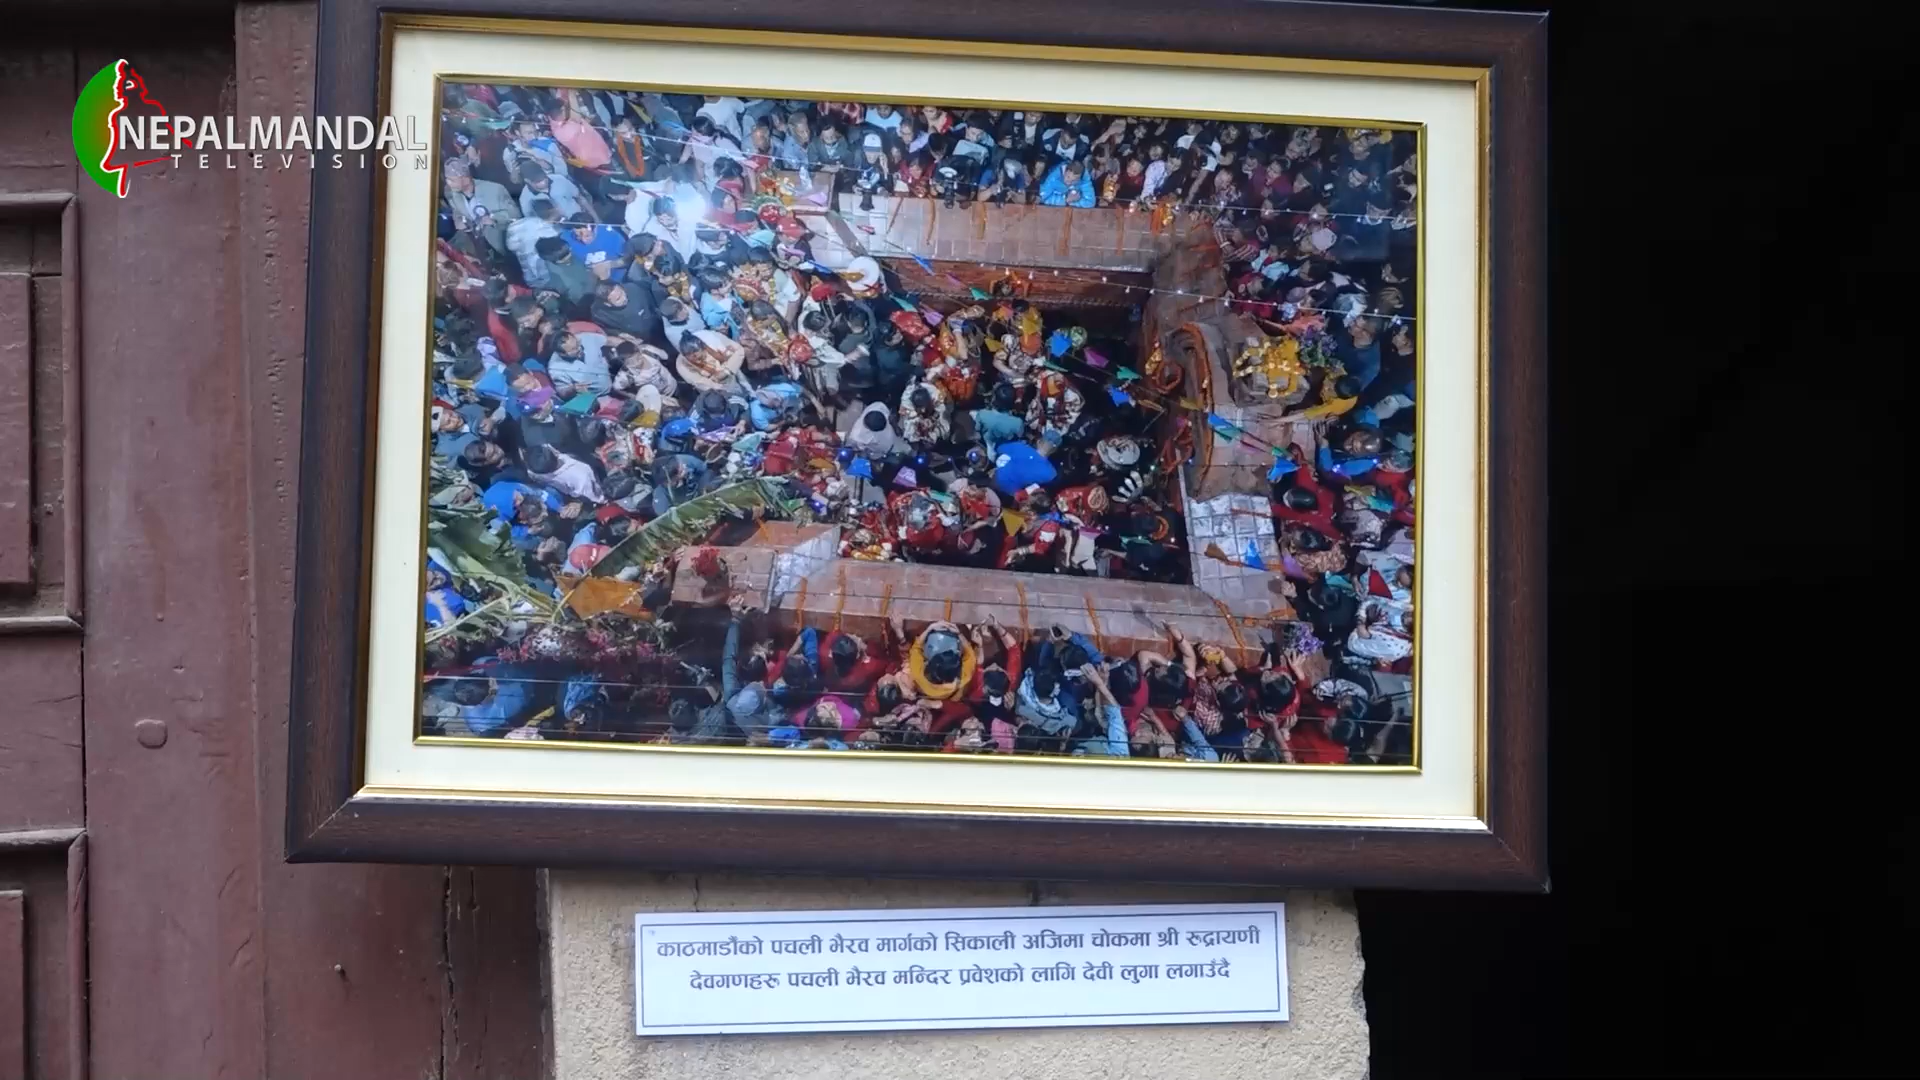 NEPALMANDAL
TELEVISION
काठमाडौंको पचली भैरव मार्गको सिकाली अजिमा चोकमा श्री रुद्रायणी
देवगणहरू पचली भैरव मन्दिर प्रवेशको लागि देवी लुगा लगाउँदै